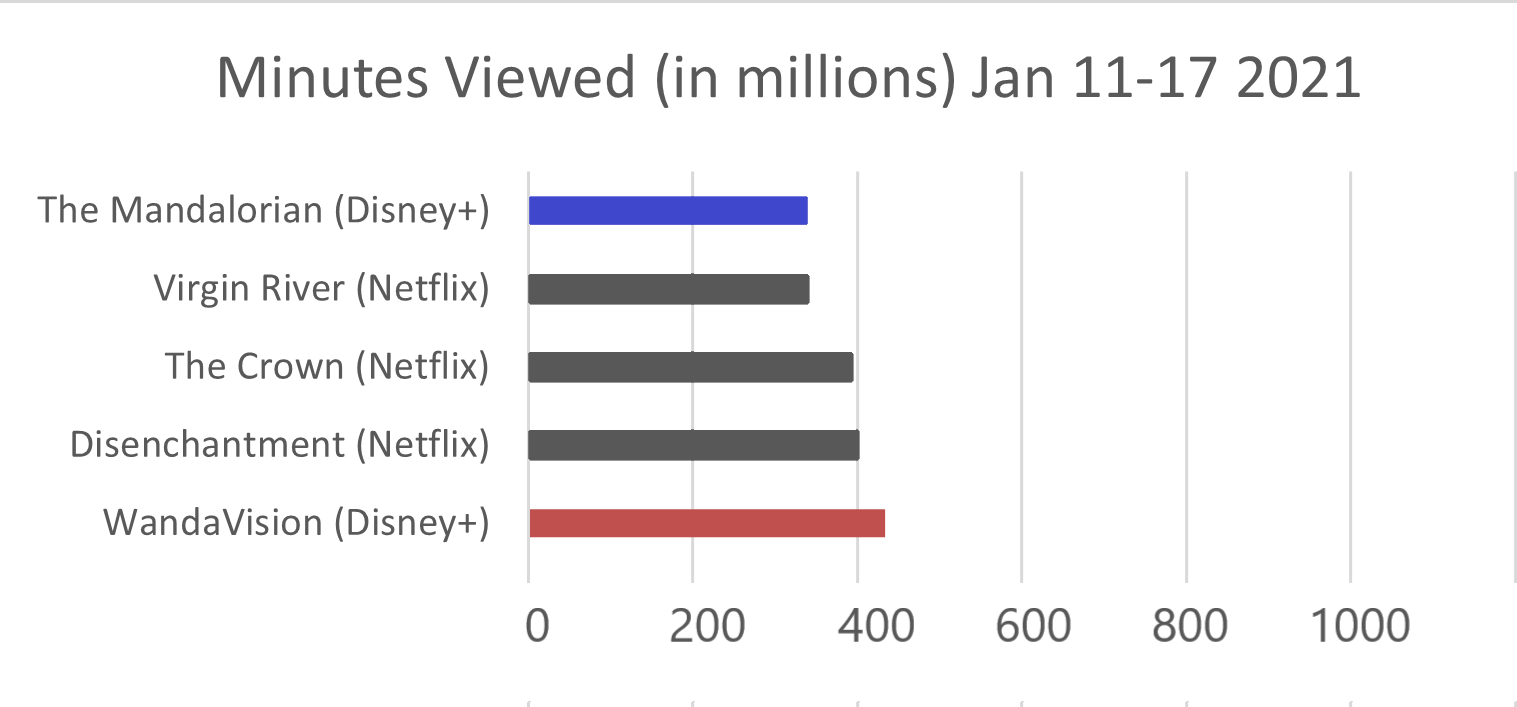 Minutes Viewed (in millions) Jan 11-17 2021
The Mandalorian (Disney+)
Virgin River (Netflix)
The Crown (Netflix)
Disenchantment (Netflix)
WandaVision (Disney+)
0 200 400 600 800 1000